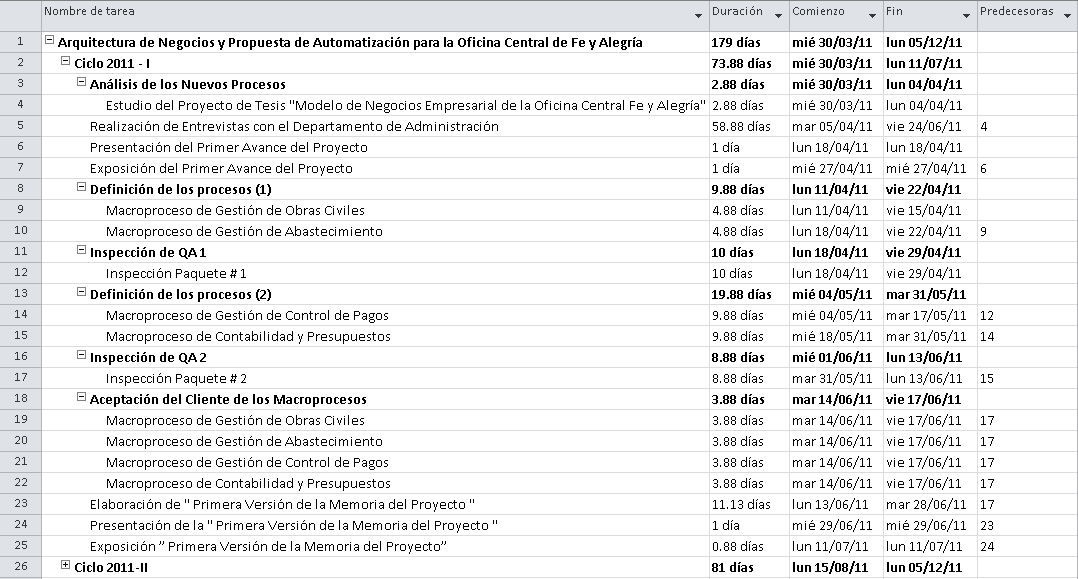 Nombre de tarea Duración Comienzo Fin Predecesoras
1 Arquitectura de Negocios y Propuesta de Automatización para la Oficina Central de Fe y Alegría 179 días mié 30/03/11 lun 05/12/11
2 Ciclo 2011 - I 73.88 días mié 30/03/11 lun 11/07/11
3 Análisis de los Nuevos Procesos 2.88 días mié 30/03/11 lun 04/04/11
4 Estudio del Proyecto de Tesis "Modelo de Negocios Empresarial de la Oficina Central Fe y Alegría" 2.88 días mié 30/03/11 lun 04/04/11
5 Realización de Entrevistas con el Departamento de Administración 58.88 días mar 05/04/11 vie 24/06/11 4
6 Presentación del Primer Avance del Proyecto 1 día lun 18/04/11 lun 18/04/11
7 Exposición del Primer Avance del Proyecto 1 día mié 27/04/11 mié 27/04/11 6
8 Definición de los procesos (1) 9.88 días lun 11/04/11 vie 22/04/11
9 Macroproceso de Gestión de Obras Civiles 4.88 días lun 11/04/11 vie 15/04/11
10 Macroproceso de Gestión de Abastecimiento 4.88 días lun 18/04/11 vie 22/04/11 9
11 Inspección de QA 1 10 días lun 18/04/11 vie 29/04/11
12 Inspección Paquete # 1 10 días lun 18/04/11 vie 29/04/11
13 Definición de los procesos (2) 19.88 días mié 04/05/11 mar 31/05/11
14 Macroproceso de Gestión de Control de Pagos 9.88 días mié 04/05/11 mar 17/05/11 12
15 Macroproceso de Contabilidad y Presupuestos 9.88 días mié 18/05/11 mar 31/05/11 14
16 Inspección de QA 2 8.88 días mié 01/06/11 lun 13/06/11
17 Inspección Paquete # 2 8.88 días mar 31/05/11 lun 13/06/11 15
18 Aceptación del Cliente de los Macroprocesos 3.88 días mar 14/06/11 vie 17/06/11
19 Macroproceso de Gestión de Obras Civiles 3.88 días mar 14/06/11 vie 17/06/11 17
20 Macroproceso de Gestión de Abastecimiento 3.88 días mar 14/06/11 vie 17/06/11 17
21 Macroproceso de Gestión de Control de Pagos 3.88 días mar 14/06/11 vie 17/06/11 17
22 Macroproceso de Contabilidad y Presupuestos 3.88 días mar 14/06/11 vie 17/06/11 17
23 Elaboración de " Primera Versión de la Memoria del Proyecto " 11.13 días lun 13/06/11 mar 28/06/11 17
24 Presentación de la " Primera Versión de la Memoria del Proyecto " 1 día mié 29/06/11 mié 29/06/11 23
25 Exposición ” Primera Versión de la Memoria del Proyecto” 0.88 días lun 11/07/11 lun 11/07/11 24
26 Ciclo 2011-II 81 días lun 15/08/11 lun 05/12/11